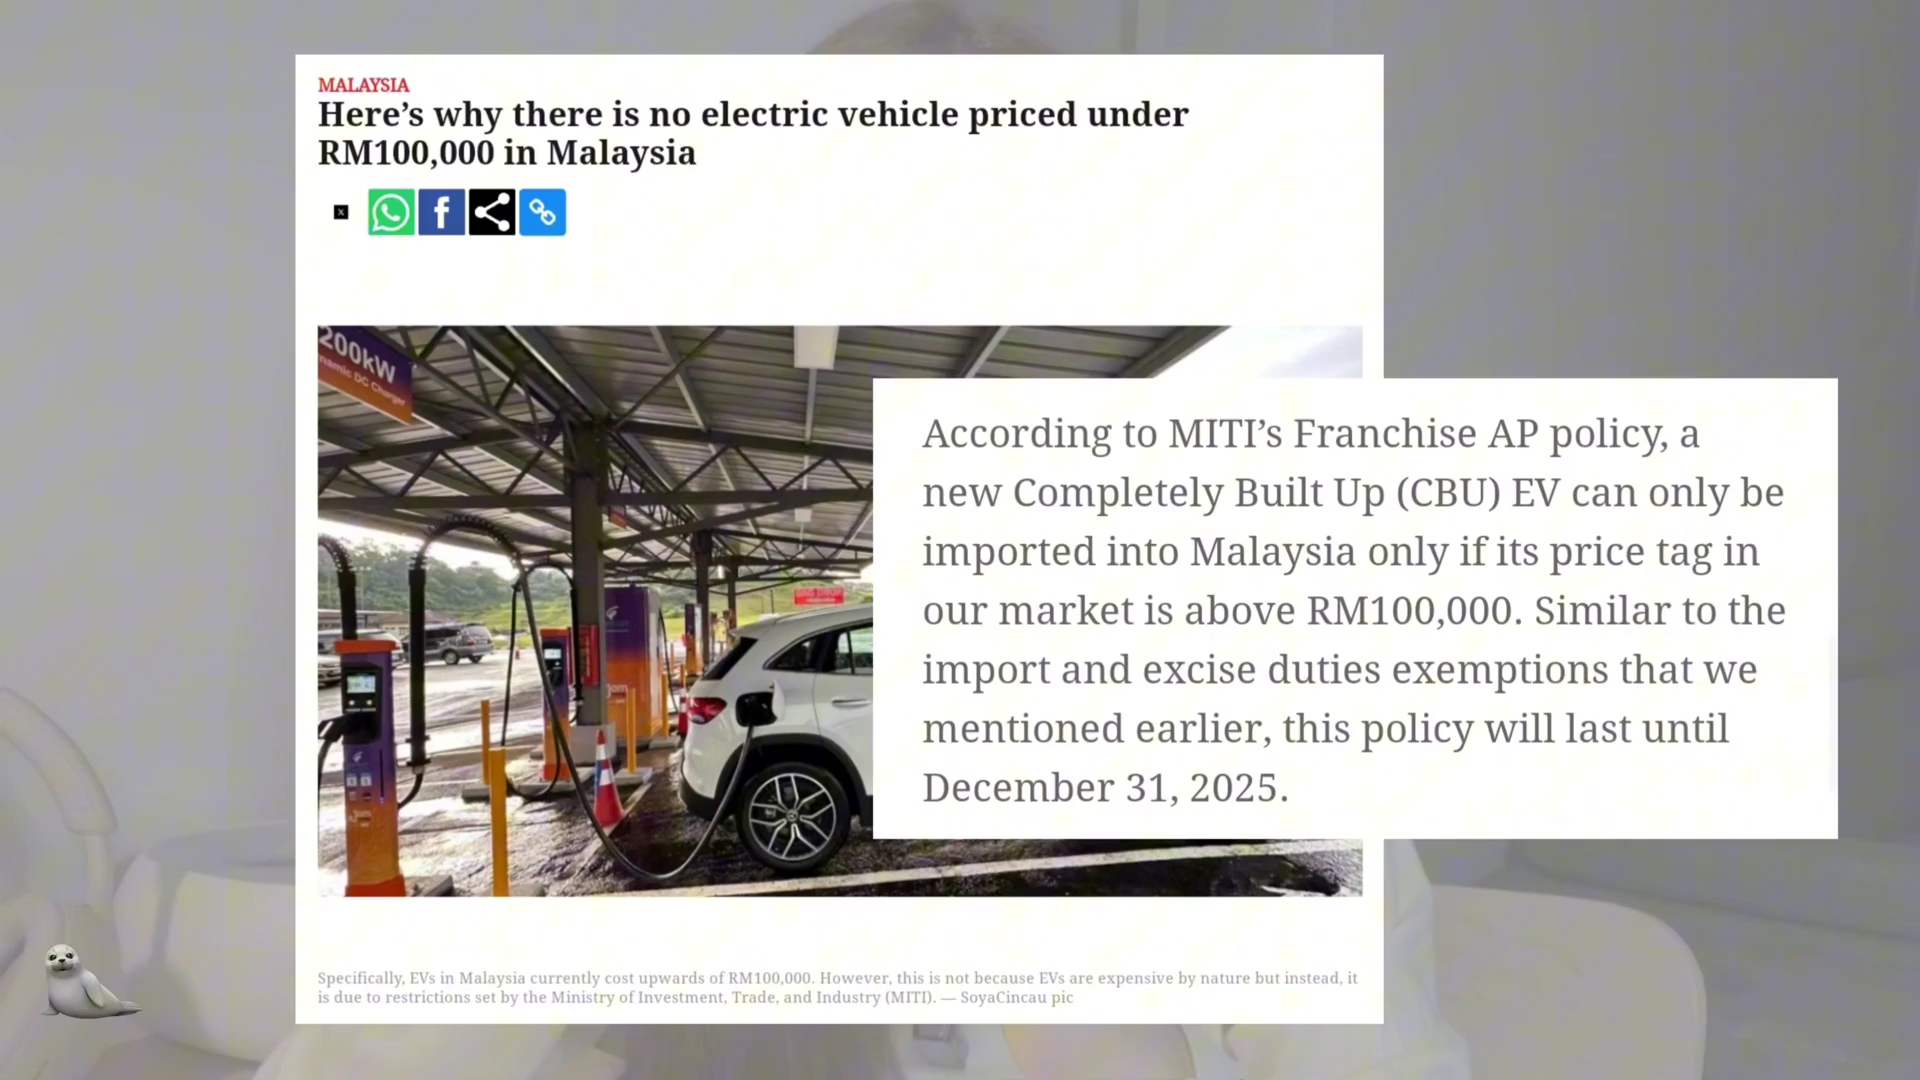 MALAYSIA
Here’s why there is no electric vehicle priced under
RM100,000 in Malaysia
200kW
namic DC Charger
According to MITI’s Franchise AP policy, a
new Completely Built Up (CBU) EV can only be
imported into Malaysia only if its price tag in
our market is above RM100,000. Similar to the
import and excise duties exemptions that we
mentioned earlier, this policy will last until
December 31, 2025.
Specifically, EVs in Malaysia currently cost upwards of RM100,000. However, this is not because EVs are expensive by nature but instead, it
is due to restrictions set by the Ministry of Investment, Trade, and Industry (MITI). — SoyaCincau pic